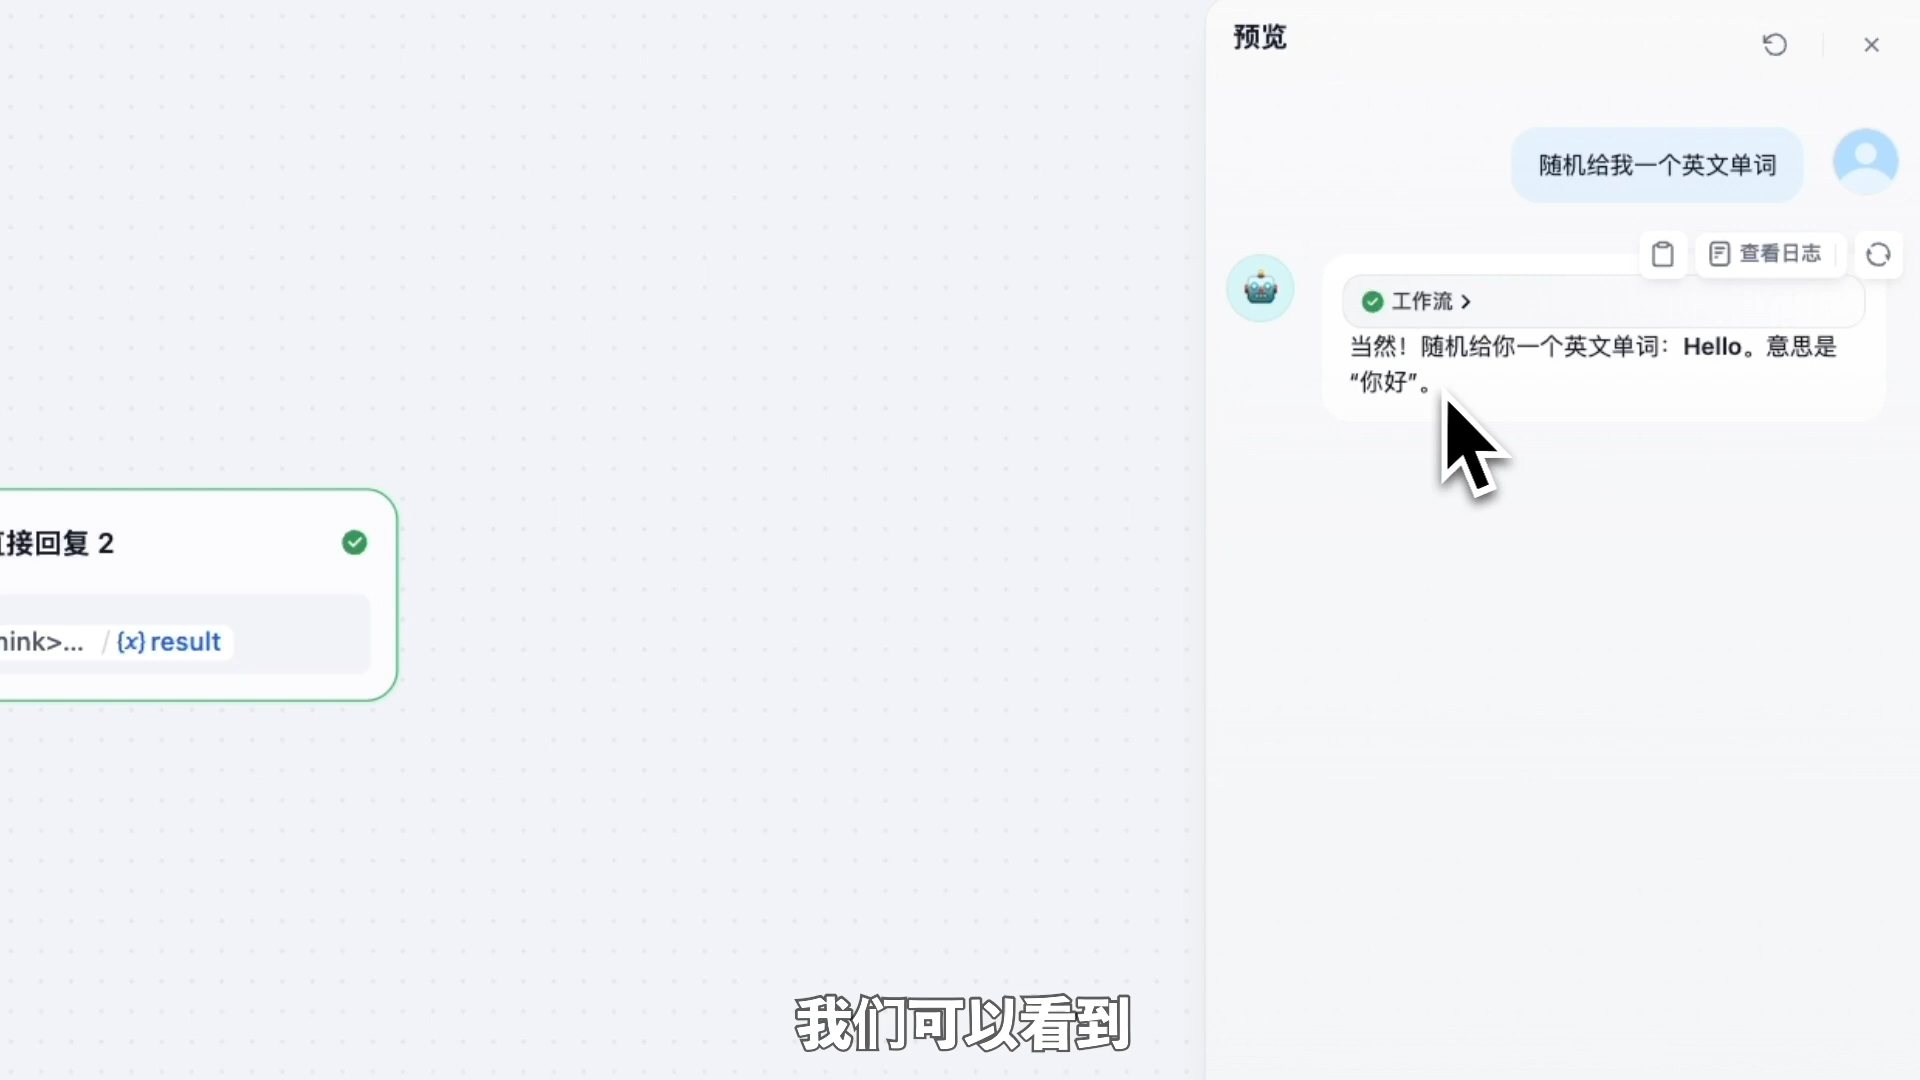 预览
随机给我一个英文单词
查看日志
工作流
当然！随机给你一个英文单词：Hello。意思是
“你好”。
接回复 2
hink>... / {x} result
我们可以看到